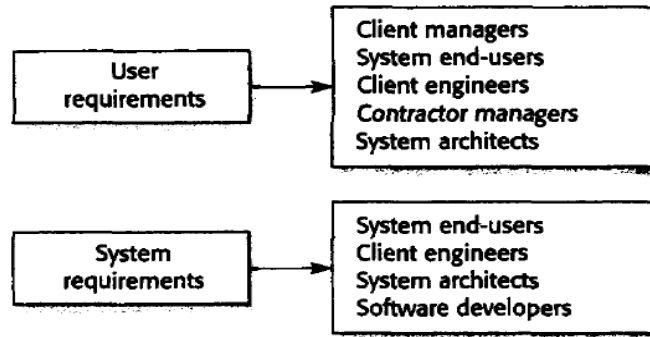 User
requirements
Client managers
System end-users
Client engineers
Contractor managers
System architects
System
requirements
System end-users
Client engineers
System architects
Software developers